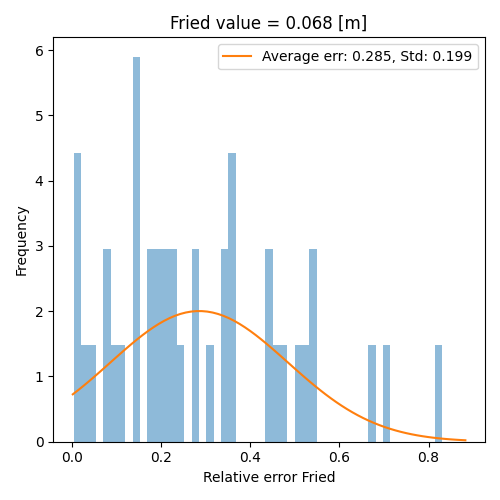 Fried value = 0.068 [m]
Average err: 0.285, Std: 0.199
6
5
4
3
2
1
0
Frequency
0.0 0.2 0.4 0.6 0.8
Relative error Fried